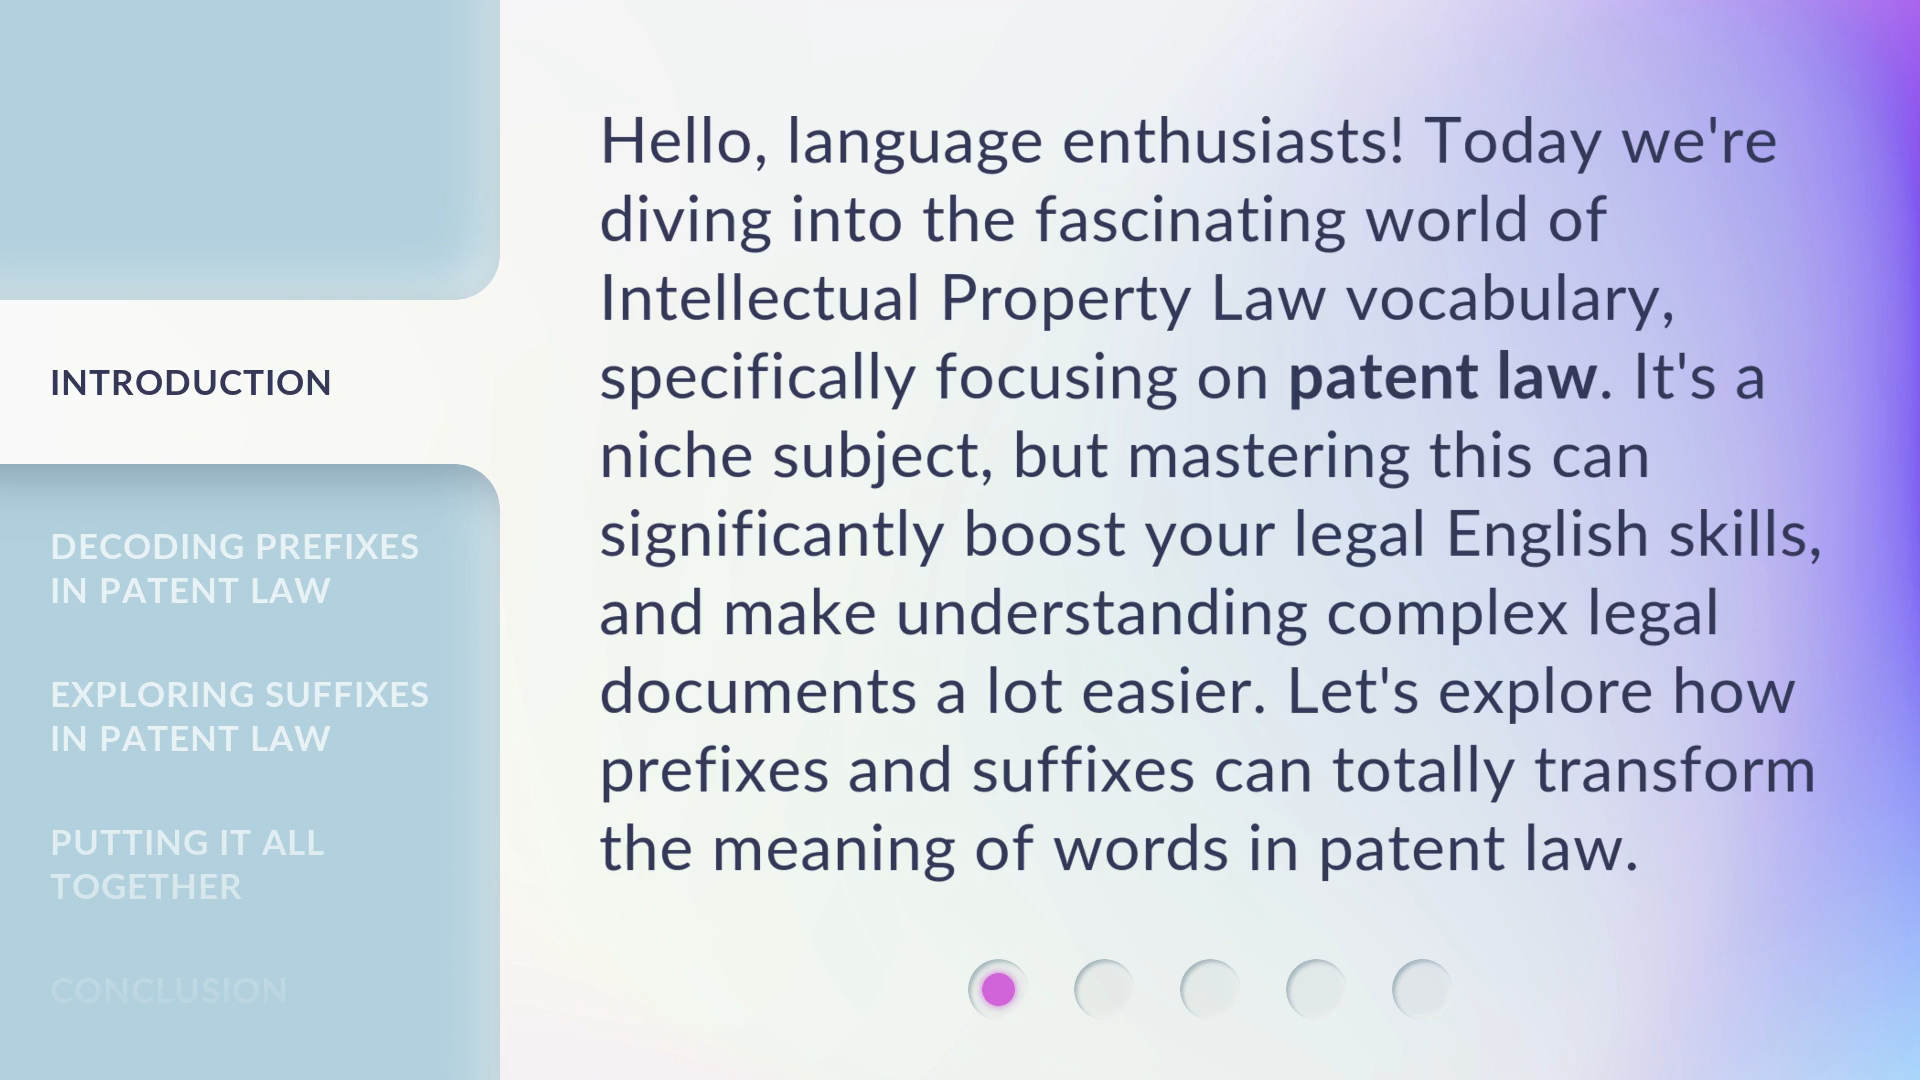 INTRODUCTION
DECODING PREFIXES
IN PATENT LAW
EXPLORING SUFFIXES
IN PATENT LAW
PUTTING IT ALL
TOGETHER
CONCLUSION
Hello, language enthusiasts! Today we're
diving into the fascinating world of
Intellectual Property Law vocabulary,
specifically focusing on patent law. It's a
niche subject, but mastering this can
significantly boost your legal English skills,
and make understanding complex legal
documents a lot easier. Let's explore how
prefixes and suffixes can totally transform
the meaning of words in patent law.